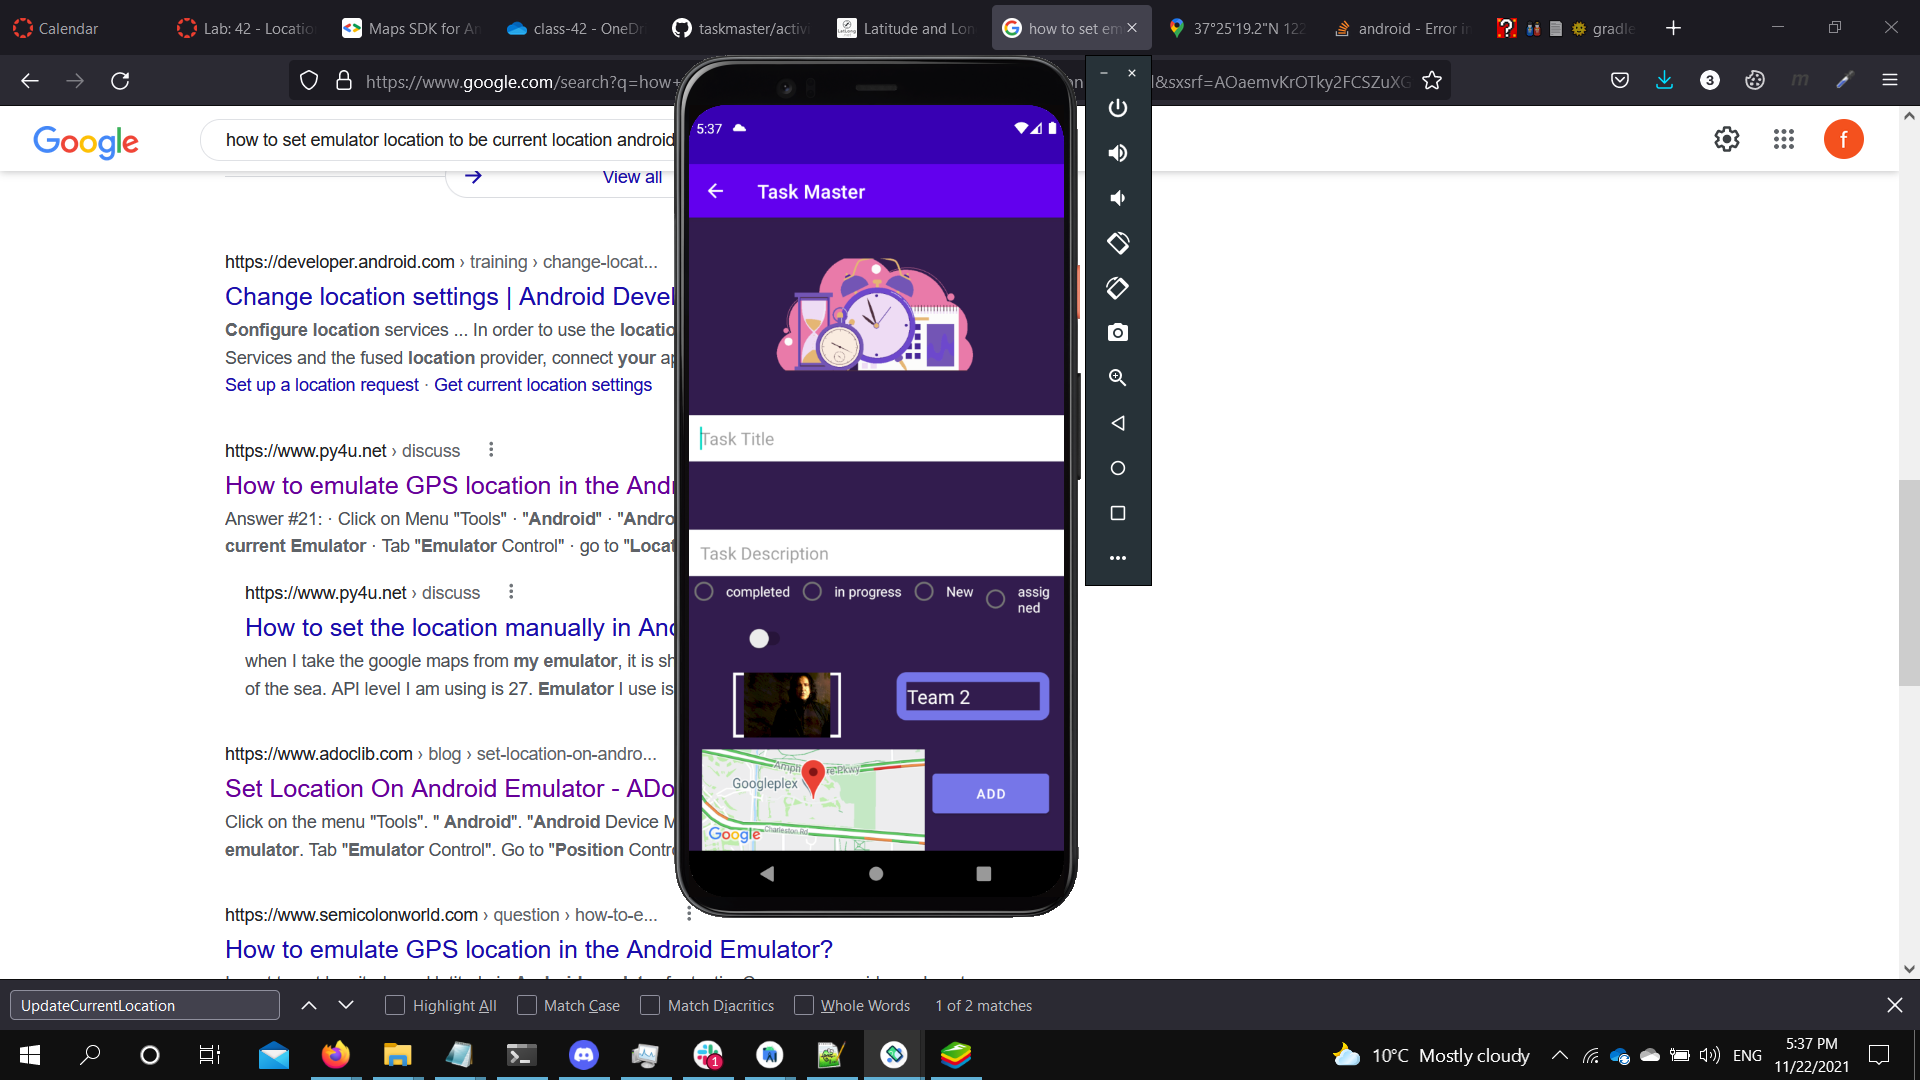 Calendar
Lab: 42 - Locatio
Maps SDK for An
class-42 - OneDr
taskmaster/activi
Latitude and Lon
how to set em
37°25'19.2"N 122
android - Error in
gradle
https://www.google.com/search?q=how+
on
l&sxsrf=AOaemvKrOTky2FCSZuXG
3
Google
how to set emulator location to be current location android
f
View all
https://developer.android.com › training › change-locat...
Change location settings | Android Devel
Configure location services ... In order to use the locatio
Services and the fused location provider, connect your ap
Set up a location request · Get current location settings
https://www.py4u.net › discuss
How to emulate GPS location in the Andr
Answer #21: · Click on Menu "Tools" · "Android" · "Andro
current Emulator · Tab "Emulator Control" · go to "Locat
https://www.py4u.net › discuss
How to set the location manually in And
when I take the google maps from my emulator, it is sh
of the sea. API level I am using is 27. Emulator I use is
https://www.adoclib.com › blog › set-location-on-andro...
Set Location On Android Emulator - ADo
Click on the menu "Tools". " Android". "Android Device M
emulator. Tab "Emulator Control". Go to "Position Contr
https://www.semicolonworld.com › question › how-to-e...
How to emulate GPS location in the Android Emulator?
5:37
Task Master
Task Title
Task Description
completed
in progress
New
assig
ned
Team 2
Googleplex
Charleston Rd
Google
ADD
UpdateCurrentLocation
Highlight All
Match Case
Match Diacritics
Whole Words
1 of 2 matches
1
10°C Mostly cloudy
ENG
5:37 PM
11/22/2021